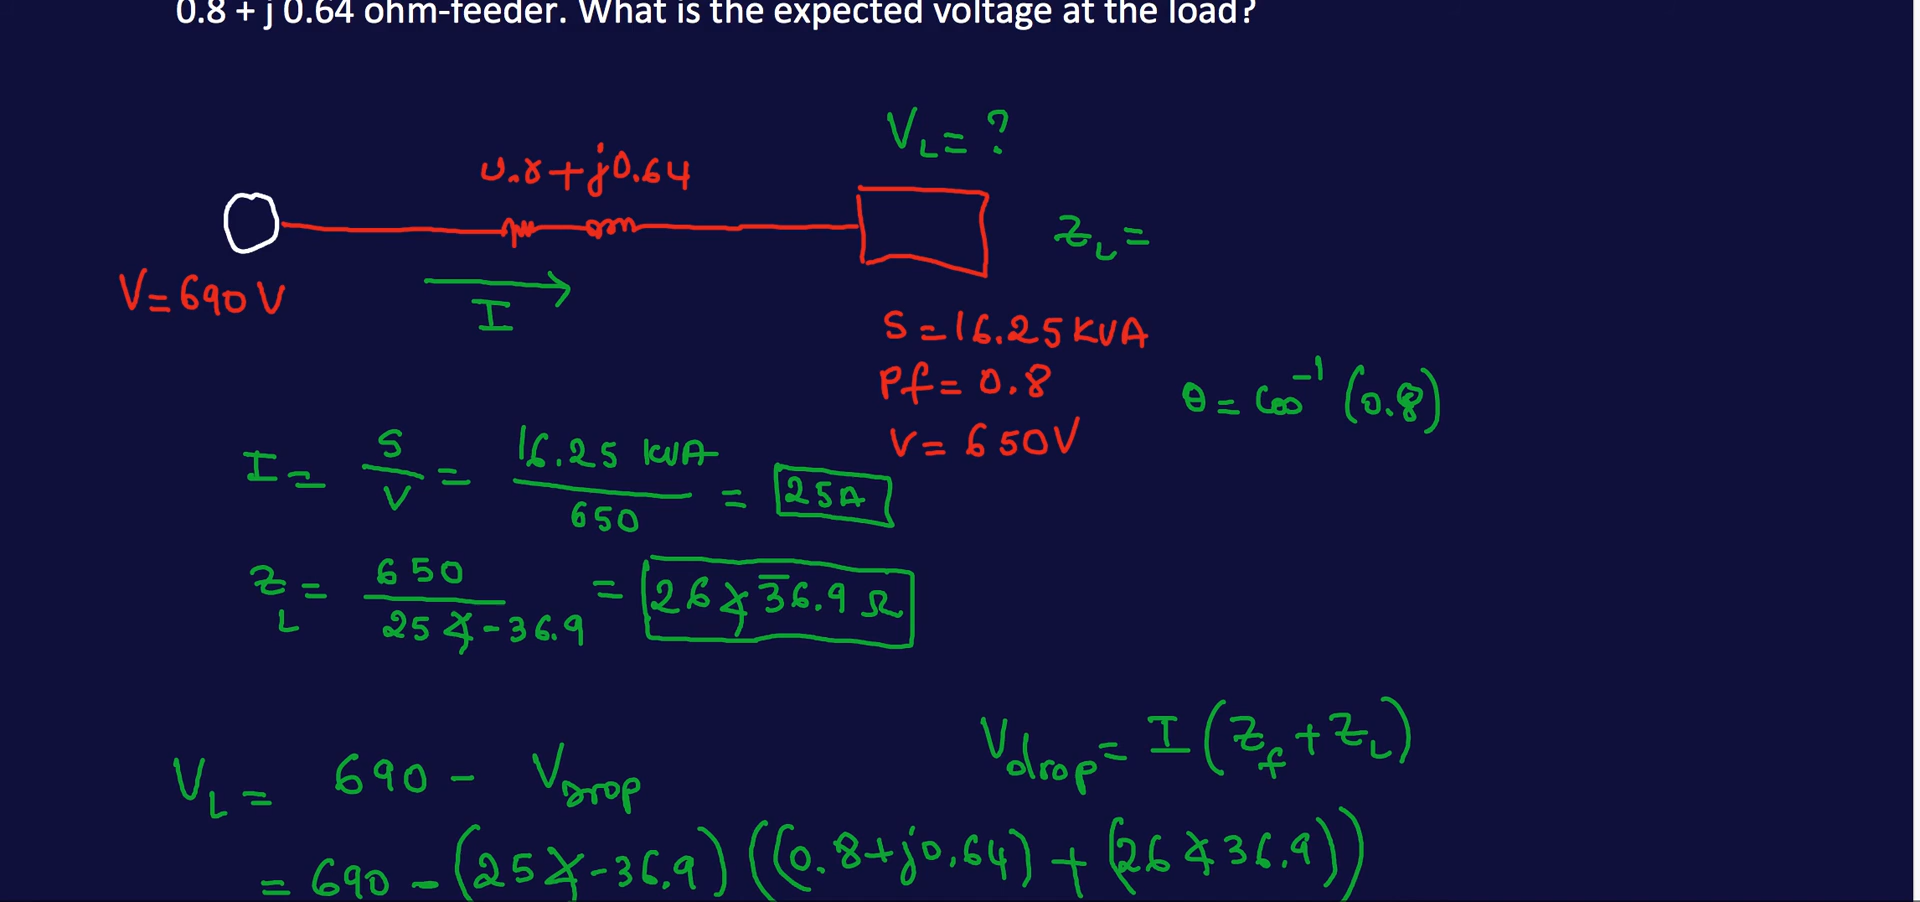 0.8 + j 0.64 ohm-feeder. What is the expected voltage at the load?
V_L = ?
0.8 + j0.64
Z_L =
V = 690 V
I
S = 16.25 KVA
Pf = 0.8
θ = Cos⁻¹ (0.8)
V = 650V
I = S/V = 16.25 kVA / 650 = 25A
Z_L = 650 / 25∡-36.9 = 26∡36.9 Ω
V_drop = I (Z_f + Z_L)
V_L = 690 - V_Drop
= 690 - (25∡-36.9) ((0.8+j0.64) + (26∡36.9))